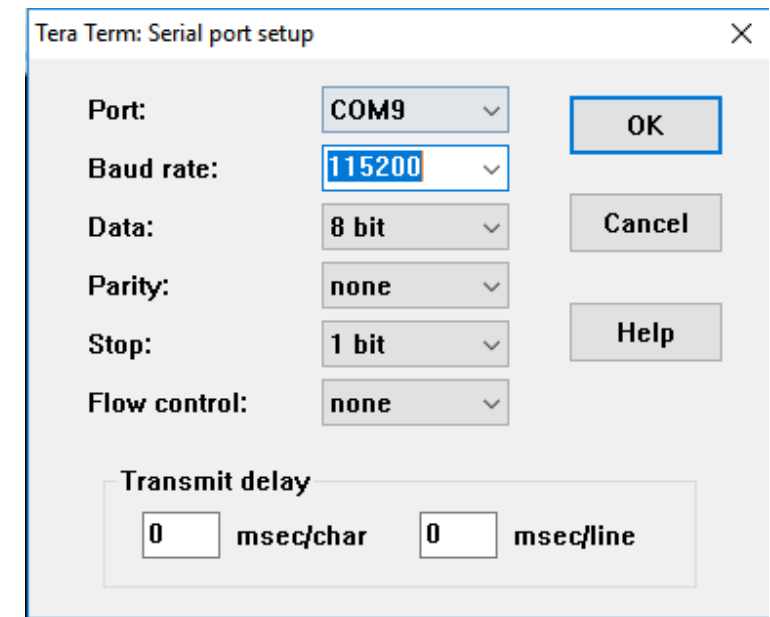 Tera Term: Serial port setup
Port: COM9 OK
Baud rate: 115200
Data: 8 bit Cancel
Parity: none
Stop: 1 bit Help
Flow control: none
Transmit delay
0 msec/char 0 msec/line